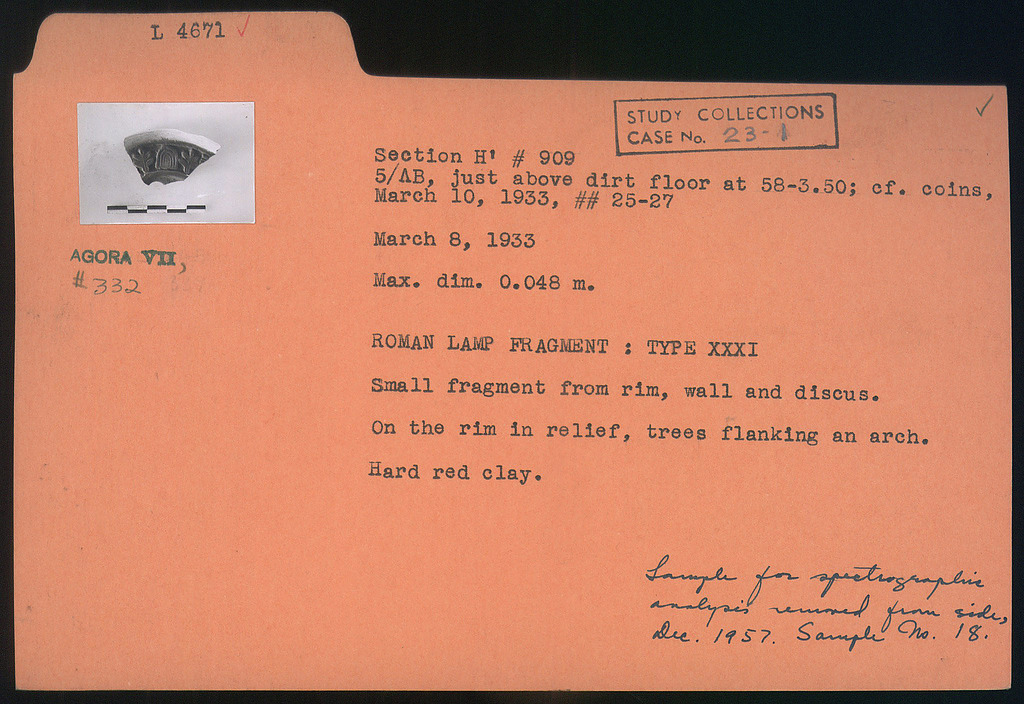 L 4671 ✓
STUDY COLLECTIONS
CASE No. 23-1
✓
Section H' # 909
5/ΛB, just above dirt floor at 58-3.50; cf. coins,
March 10, 1933, ## 25-27
March 8, 1933
Max. dim. 0.048 m.
AGORA VII,
# 332
ROMAN LAMP FRAGMENT : TYPE XXXI
Small fragment from rim, wall and discus.
On the rim in relief, trees flanking an arch.
Hard red clay.
Sample for spectrographic
analysis removed from side,
Dec. 1957. Sample No. 18.